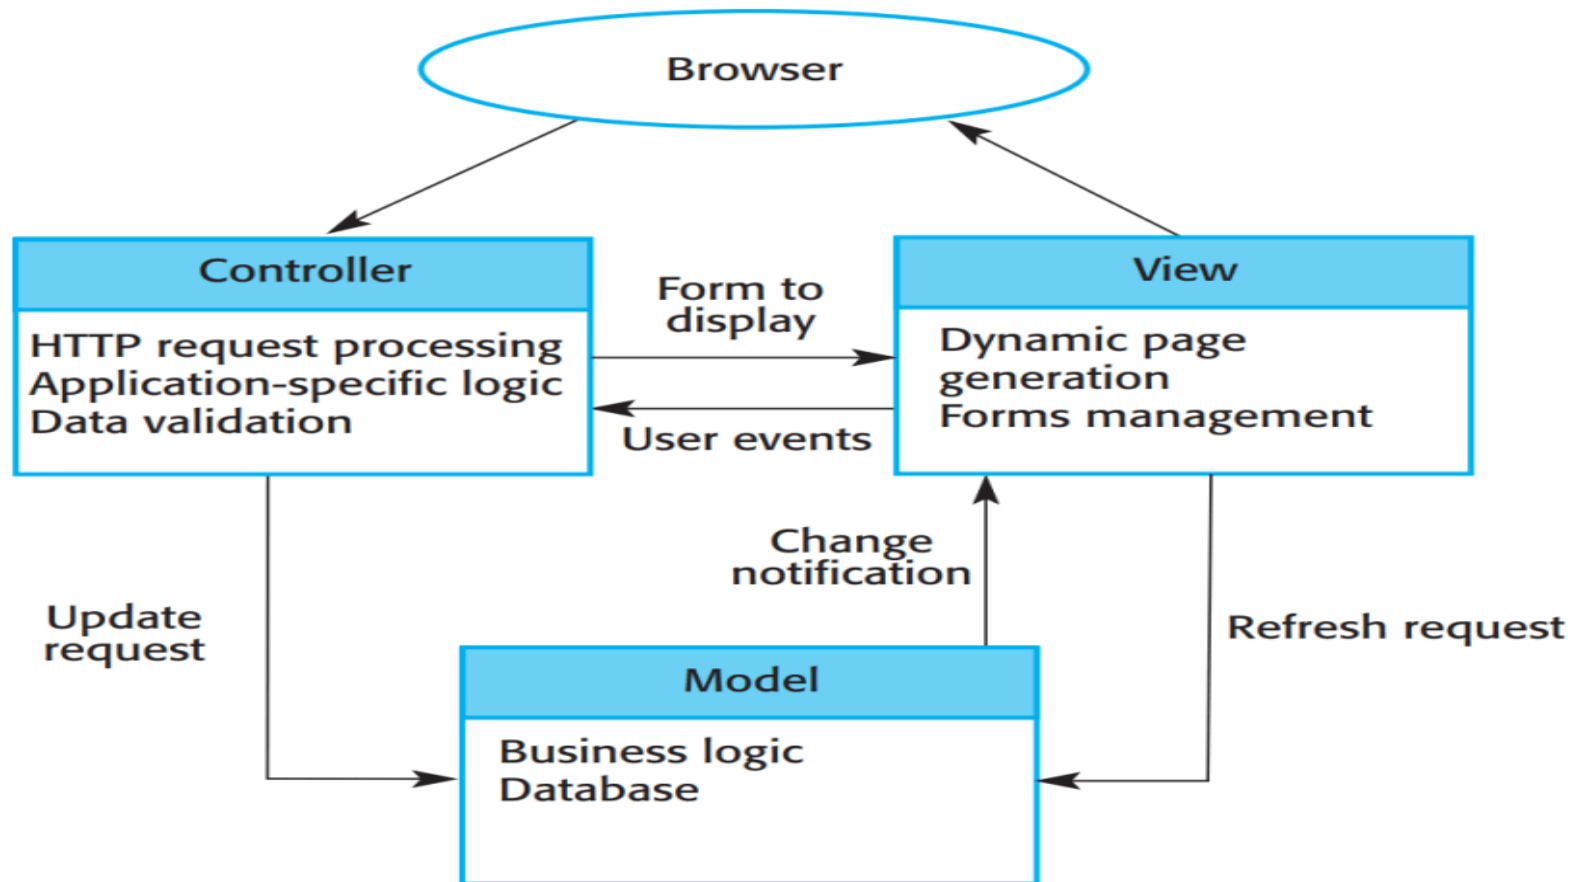 Browser
Controller
HTTP request processing
Application-specific logic
Data validation
Form to
display
User events
View
Dynamic page
generation
Forms management
Update
request
Change
notification
Refresh request
Model
Business logic
Database